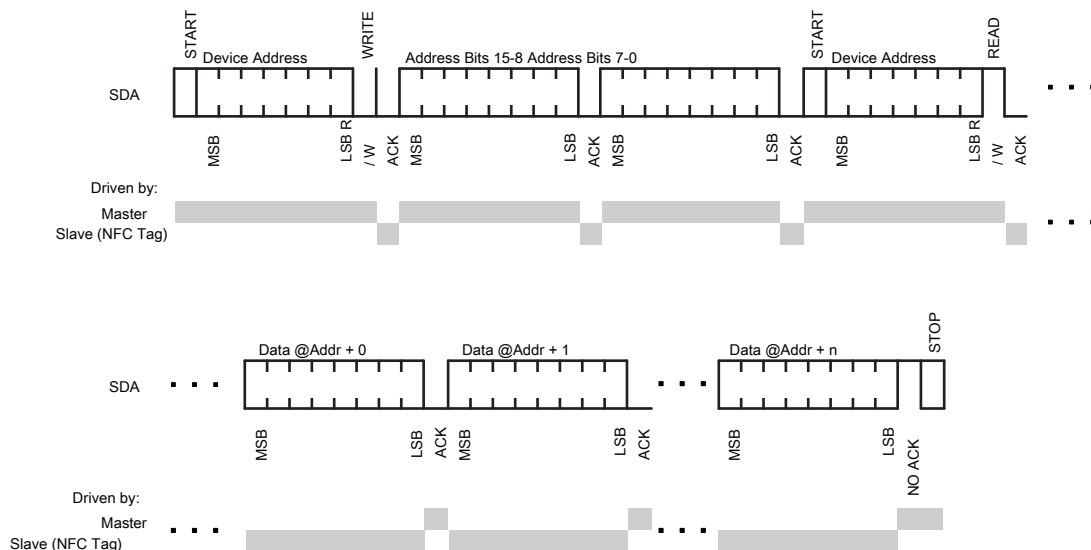 START WRITE START READ
Device Address Address Bits 15-8 Address Bits 7-0 Device Address
SDA
MSB LSB R / W ACK MSB LSB ACK MSB LSB ACK MSB LSB R / W ACK
Driven by:
Master
Slave (NFC Tag)
STOP
Data @Addr + 0 Data @Addr + 1 Data @Addr + n
SDA
MSB LSB ACK MSB LSB ACK MSB LSB NO ACK
Driven by:
Master
Slave (NFC Tag)